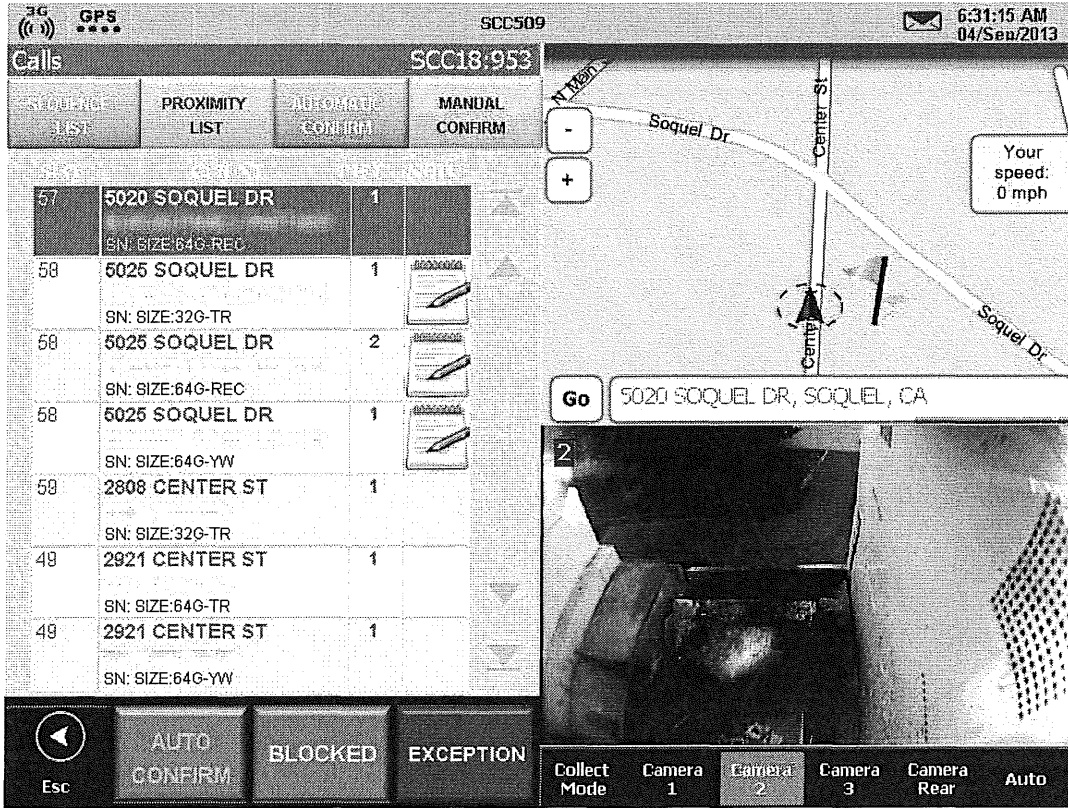 3G GPS SCC509 6:31:15 AM
04/Sep/2013
Calls SCC18:953
SEQUENCE LIST PROXIMITY LIST AUTOMATIC CONFIRM MANUAL CONFIRM
57 5020 SOQUEL DR 1
SN: SIZE:64G-REC
58 5025 SOQUEL DR 1
SN: SIZE:32G-TR
58 5025 SOQUEL DR 2
SN: SIZE:64G-REC
58 5025 SOQUEL DR 1
SN: SIZE:64G-YW
59 2808 CENTER ST 1
SN: SIZE:32G-TR
49 2921 CENTER ST 1
SN: SIZE:64G-TR
49 2921 CENTER ST 1
SN: SIZE:64G-YW
Esc AUTO CONFIRM BLOCKED EXCEPTION
N Main
Soquel Dr
Center St
-
+
Your
speed:
0 mph
Center
Soquel Dr
Go 5020 SOQUEL DR, SOQUEL, CA
2
Collect Mode Camera 1 Camera 2 Camera 3 Camera Rear Auto